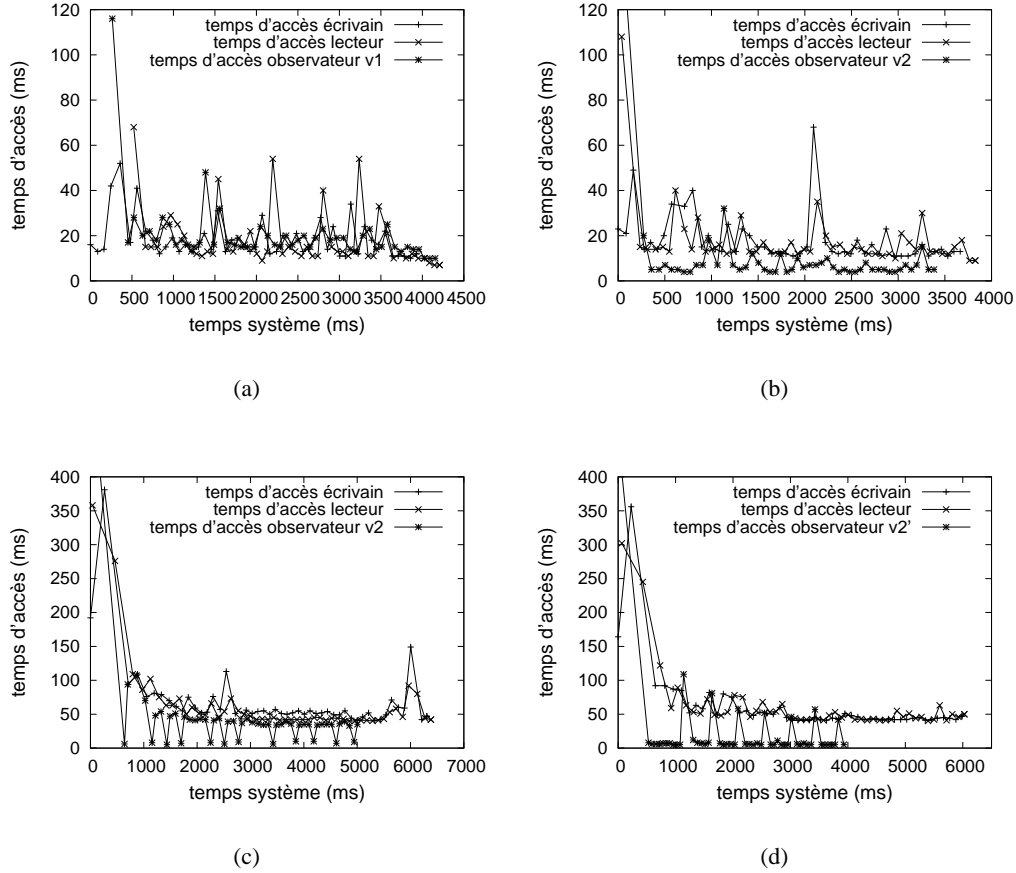 temps d'accès (ms)
120
100
80
60
40
20
0
temps d'accès écrivain
temps d'accès lecteur
temps d'accès observateur v1
0 500 1000 1500 2000 2500 3000 3500 4000 4500
temps système (ms)
(a)
temps d'accès (ms)
120
100
80
60
40
20
0
temps d'accès écrivain
temps d'accès lecteur
temps d'accès observateur v2
0 500 1000 1500 2000 2500 3000 3500 4000
temps système (ms)
(b)
temps d'accès (ms)
400
350
300
250
200
150
100
50
0
temps d'accès écrivain
temps d'accès lecteur
temps d'accès observateur v2
0 1000 2000 3000 4000 5000 6000 7000
temps système (ms)
(c)
temps d'accès (ms)
400
350
300
250
200
150
100
50
0
temps d'accès écrivain
temps d'accès lecteur
temps d'accès observateur v2'
0 1000 2000 3000 4000 5000 6000
temps système (ms)
(d)